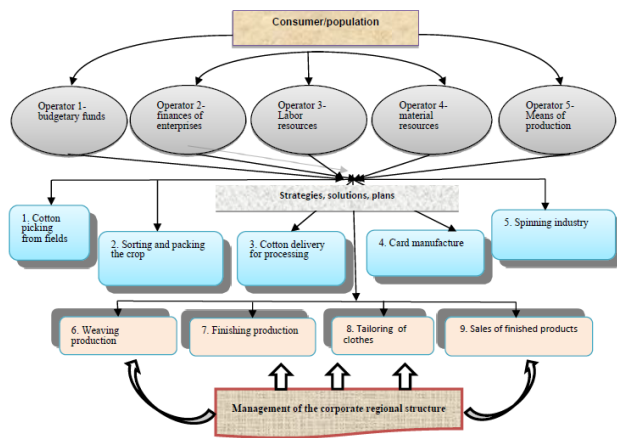 Consumer/population
Operator 1-
budgetary funds
Operator 2-
finances of
enterprises
Operator 3-
Labor
resources
Operator 4-
material
resources
Operator 5-
Means of
production
Strategies, solutions, plans
1. Cotton
picking
from fields
2. Sorting and packing
the crop
3. Cotton delivery
for processing
4. Card manufacture
5. Spinning industry
6. Weaving
production
7. Finishing production
8. Tailoring of
clothes
9. Sales of finished products
Management of the corporate regional structure